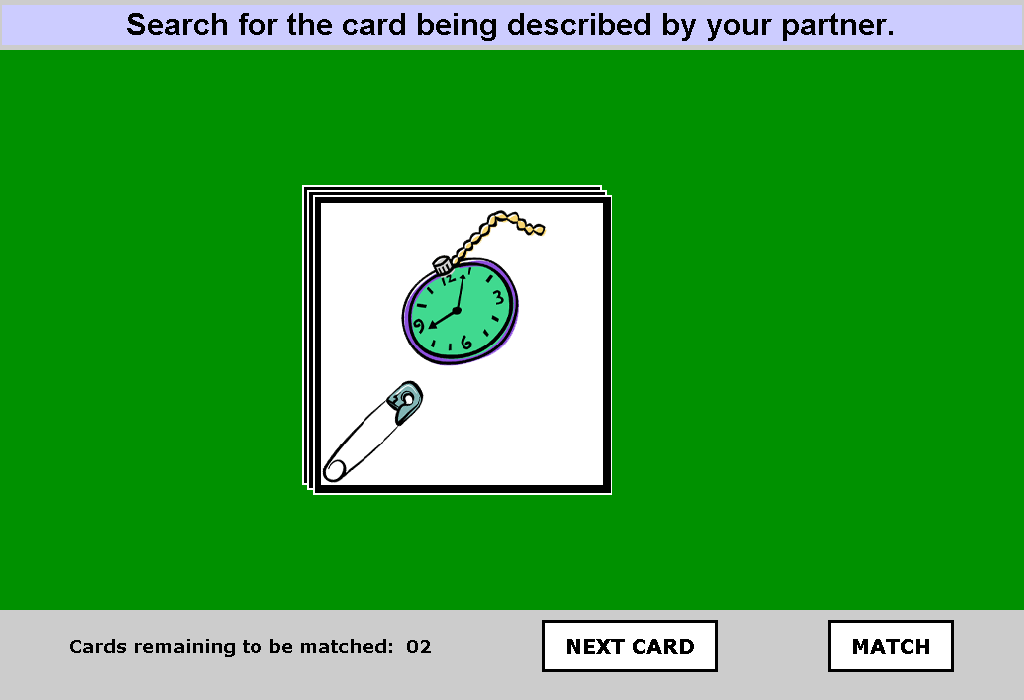 Search for the card being described by your partner.
12 1
3
9
6
Cards remaining to be matched: 02
NEXT CARD
MATCH